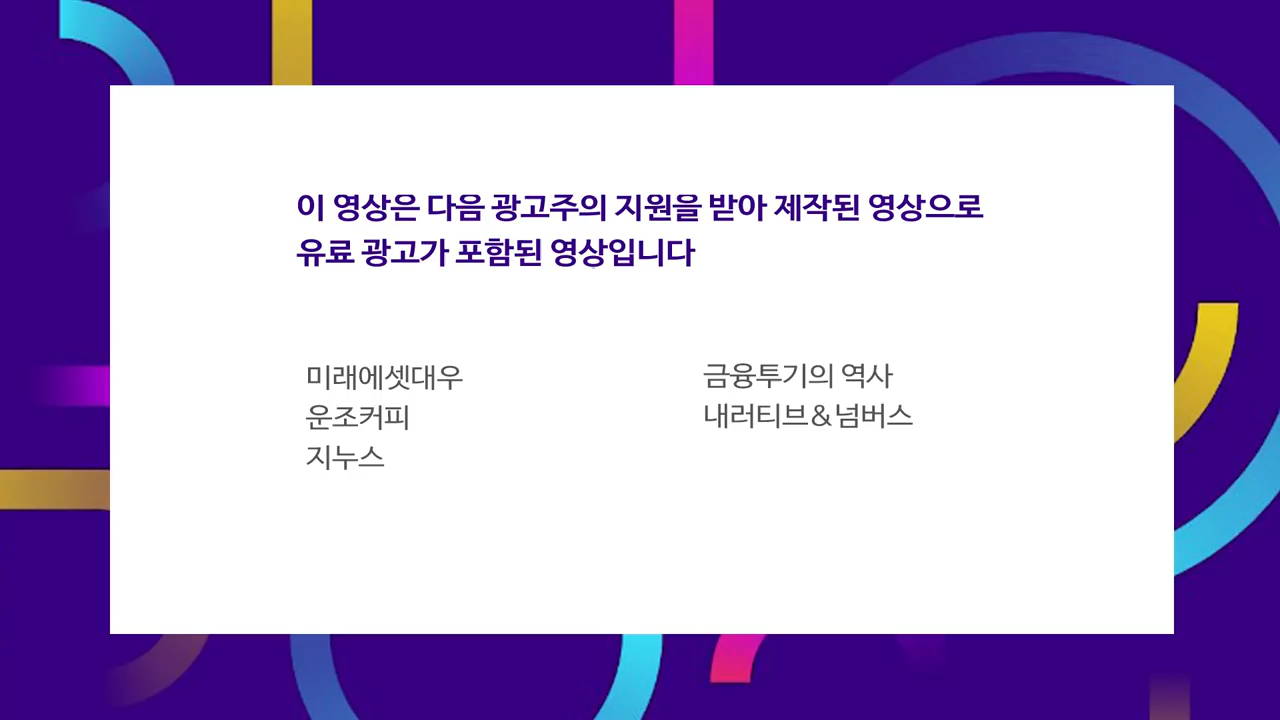 이 영상은 다음 광고주의 지원을 받아 제작된 영상으로
유료 광고가 포함된 영상입니다
미래에셋대우
운조커피
지누스
금융투기의 역사
내러티브&넘버스